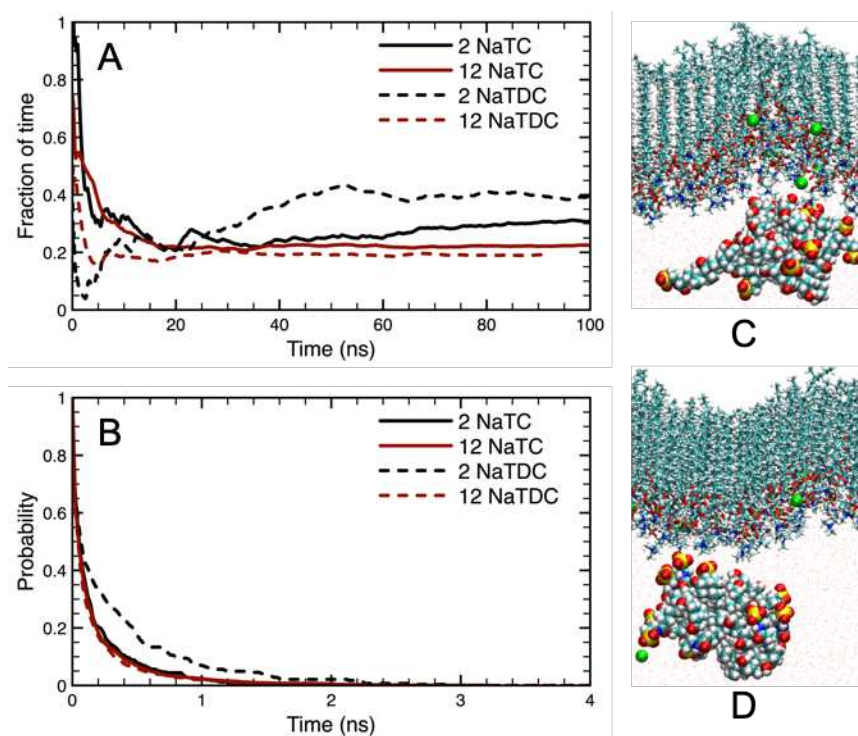 A
2 NaTC
12 NaTC
2 NaTDC
12 NaTDC
Fraction of time
1
0.8
0.6
0.4
0.2
0
0
20
40
60
80
100
Time (ns)
B
2 NaTC
12 NaTC
2 NaTDC
12 NaTDC
Probability
1
0.8
0.6
0.4
0.2
0
0
1
2
3
4
Time (ns)
C
D